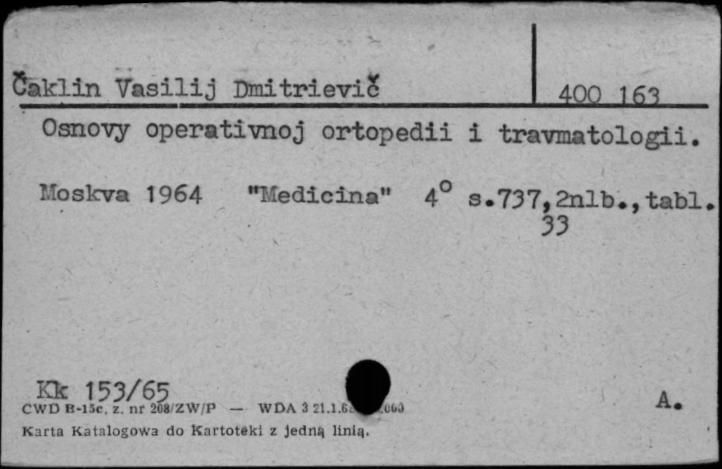 Čaklin Vasilij Dmitrievič
400 163
Osnovy operativnoj ortopedii i travmatologii.
Moskva 1964 "Medicina" 4° s.737,2nlb.,tabl.
33
Kk 153/65
A.
CWD B-15c, z. nr 208/ZW/P — WDA 3 21.1.6
Karta Katalogowa do Kartoteki z jedną linią.